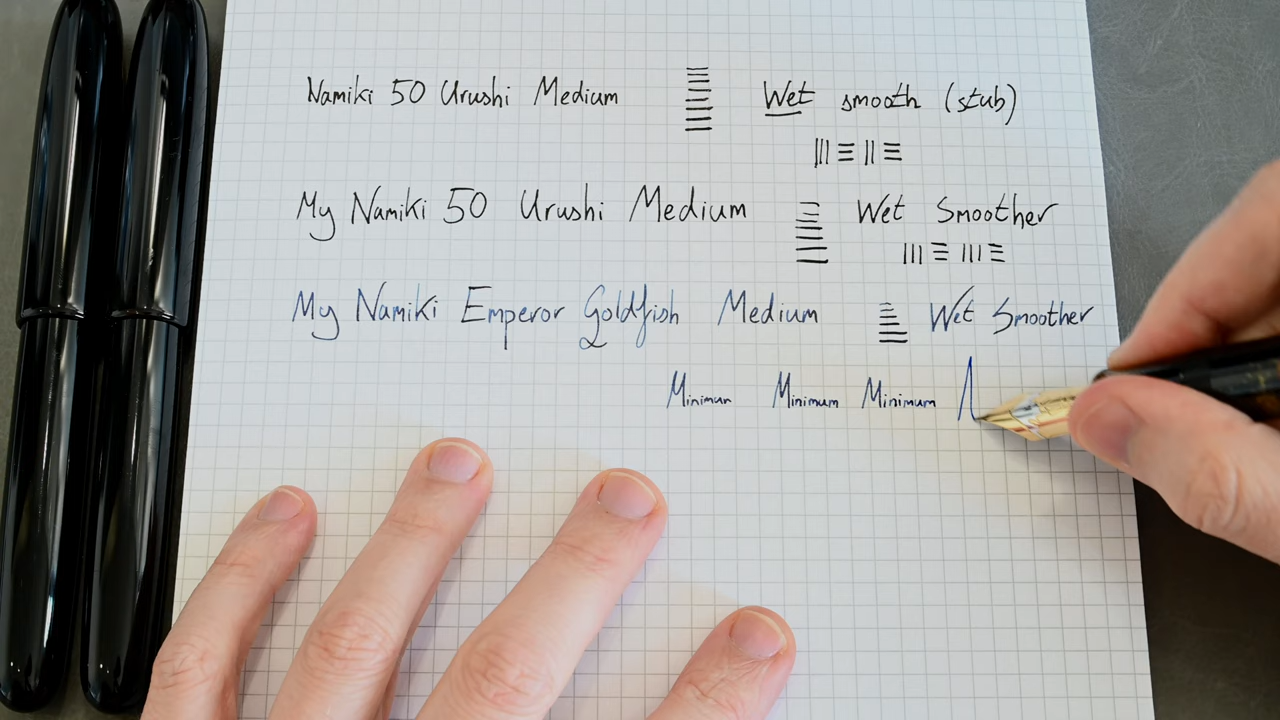 Namiki 50 Urushi Medium Wet smooth (stub)
My Namiki 50 Urushi Medium Wet Smoother
My Namiki Emperor Goldfish Medium Wet Smoother
Minimum Minimum Minimum